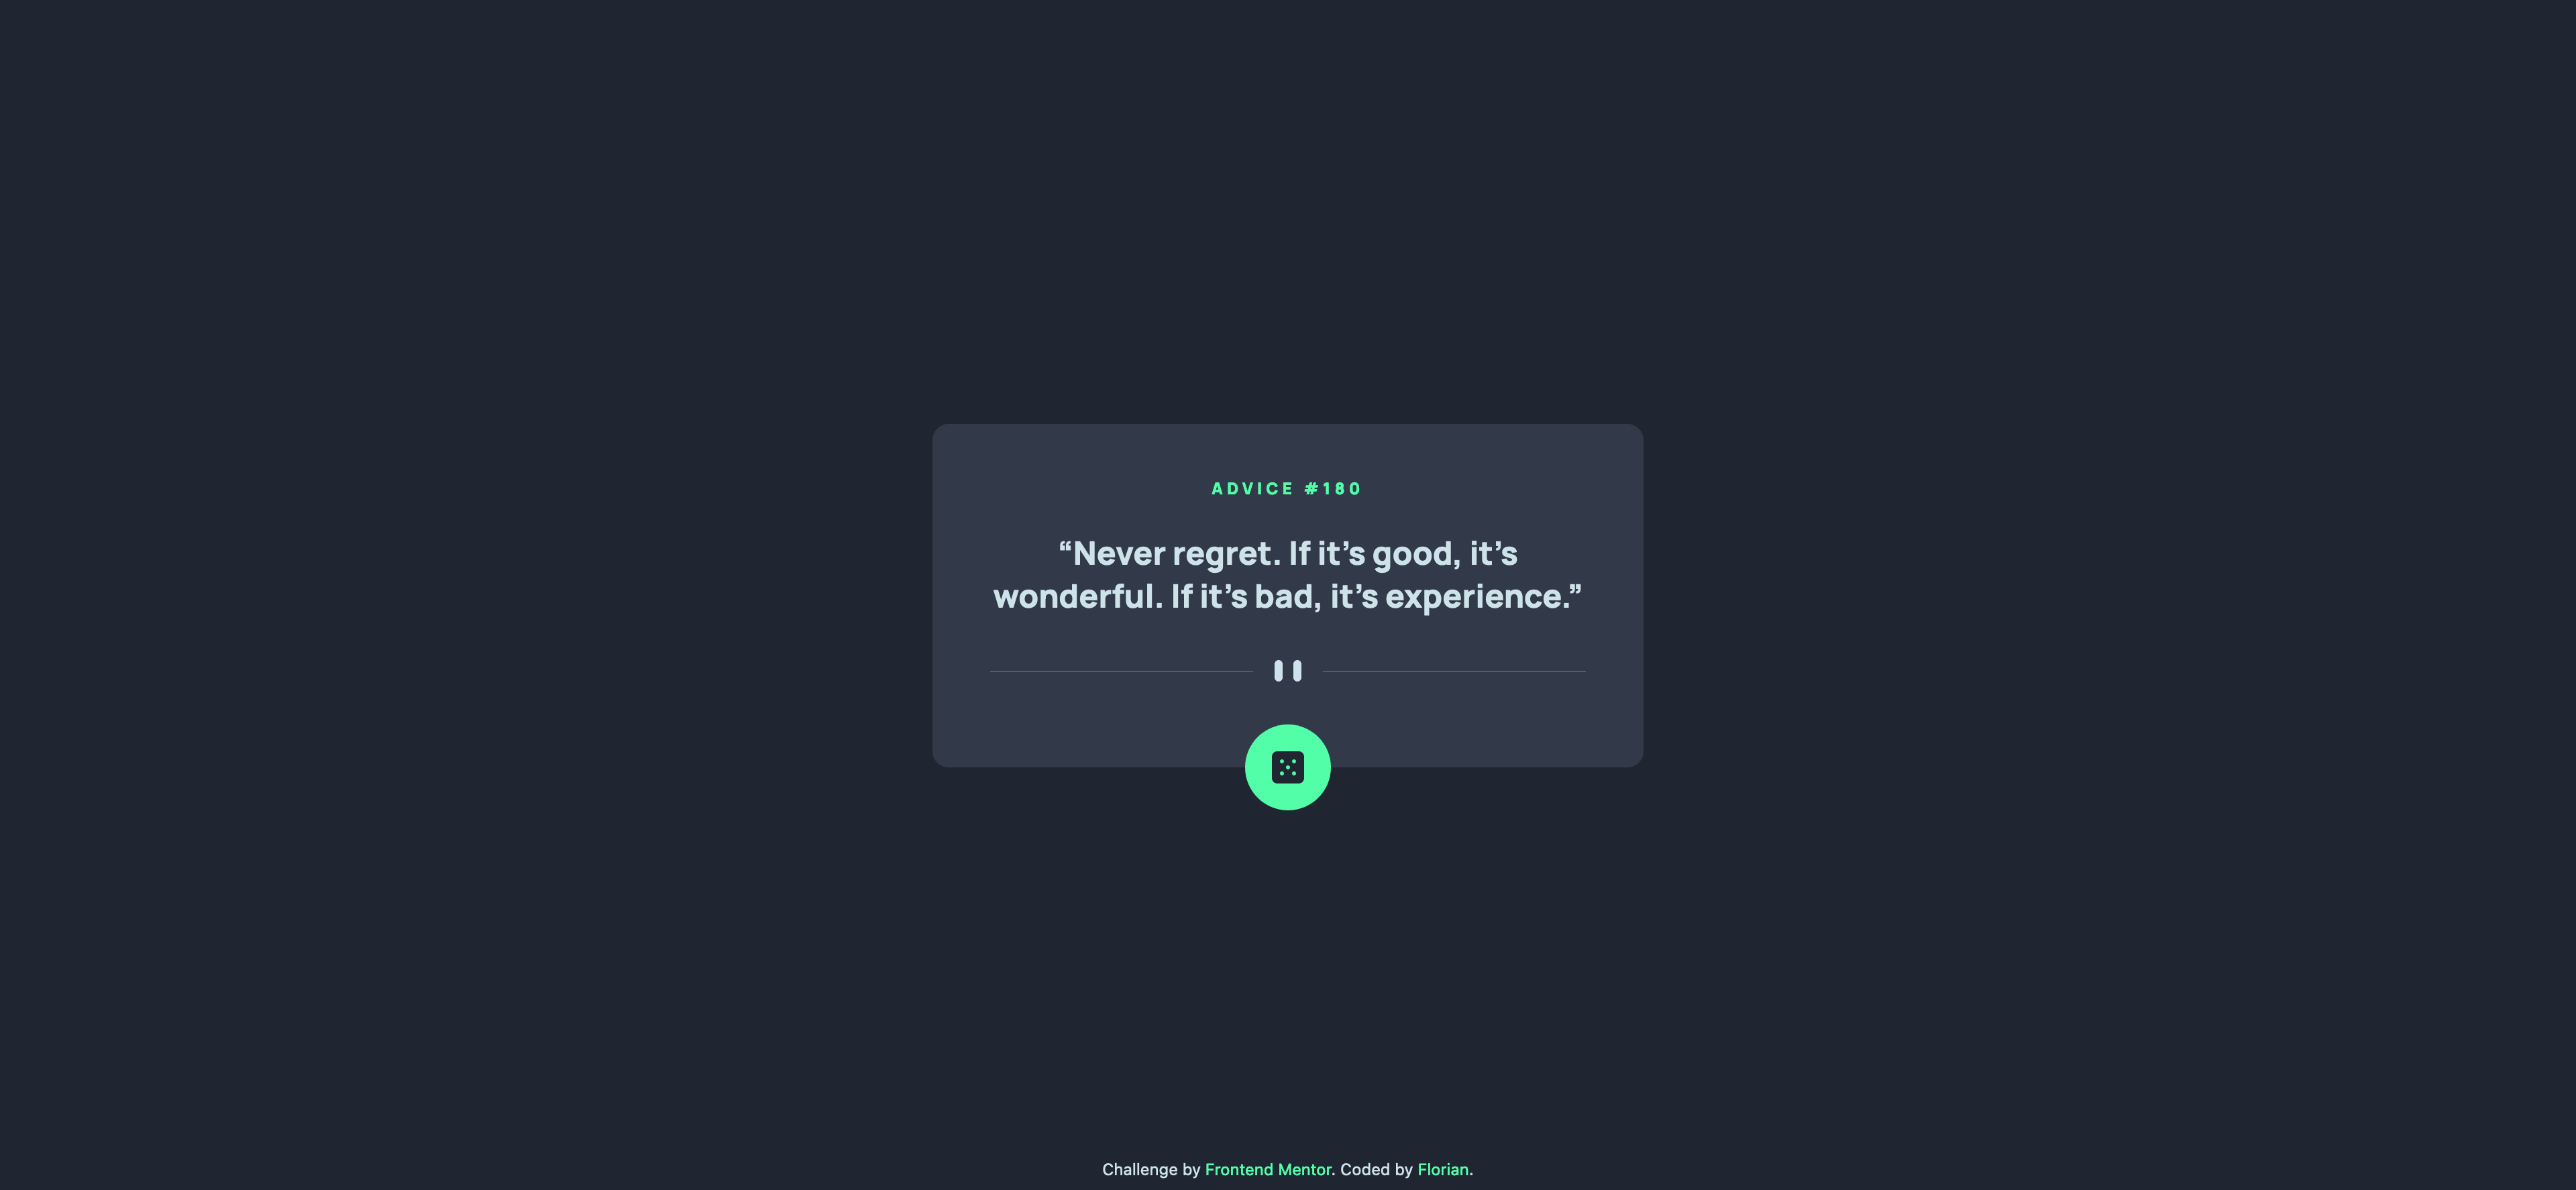 ADVICE #180
“Never regret. If it’s good, it’s
wonderful. If it’s bad, it’s experience.”
Challenge by Frontend Mentor. Coded by Florian.